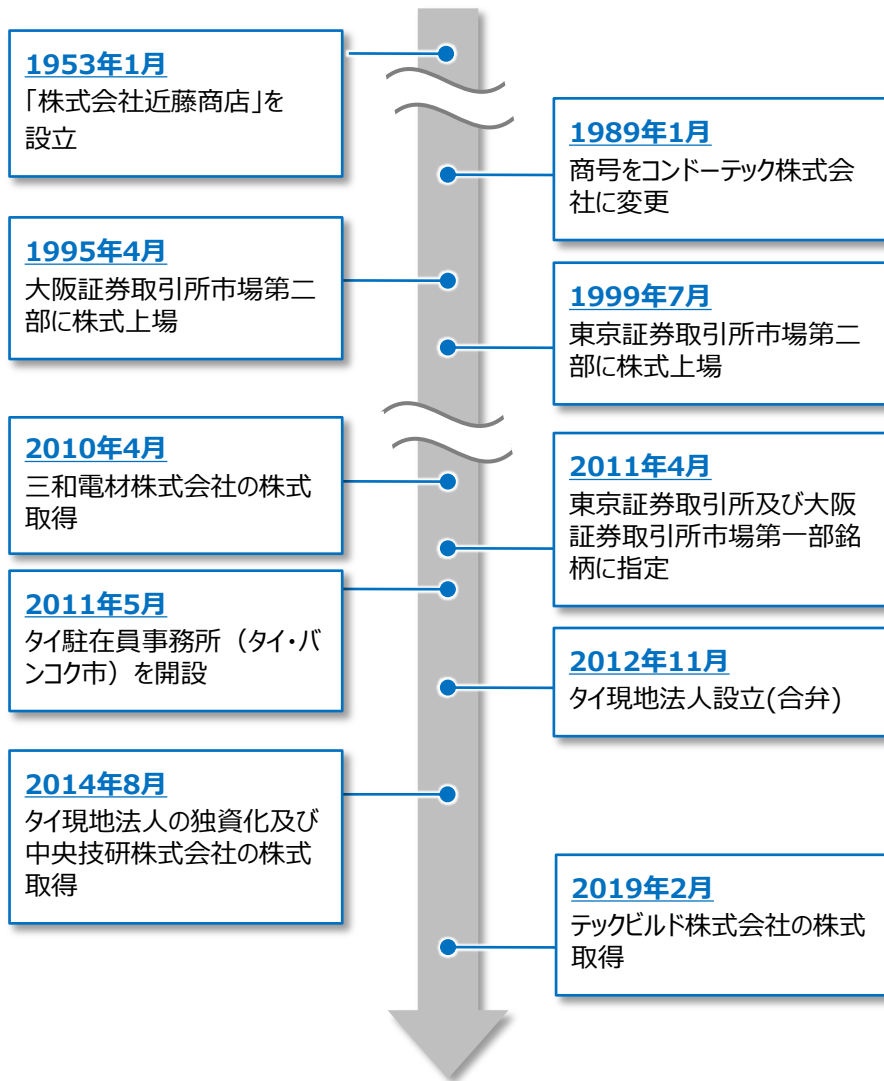 1953年1月
「株式会社近藤商店」を
設立
1989年1月
商号をコンドーテック株式会
社に変更
1995年4月
大阪証券取引所市場第二
部に株式上場
1999年7月
東京証券取引所市場第二
部に株式上場
2010年4月
三和電材株式会社の株式
取得
2011年4月
東京証券取引所及び大阪
証券取引所市場第一部銘
柄に指定
2011年5月
タイ駐在員事務所（タイ・バ
ンコク市）を開設
2012年11月
タイ現地法人設立(合弁)
2014年8月
タイ現地法人の独資化及び
中央技研株式会社の株式
取得
2019年2月
テックビルド株式会社の株式
取得